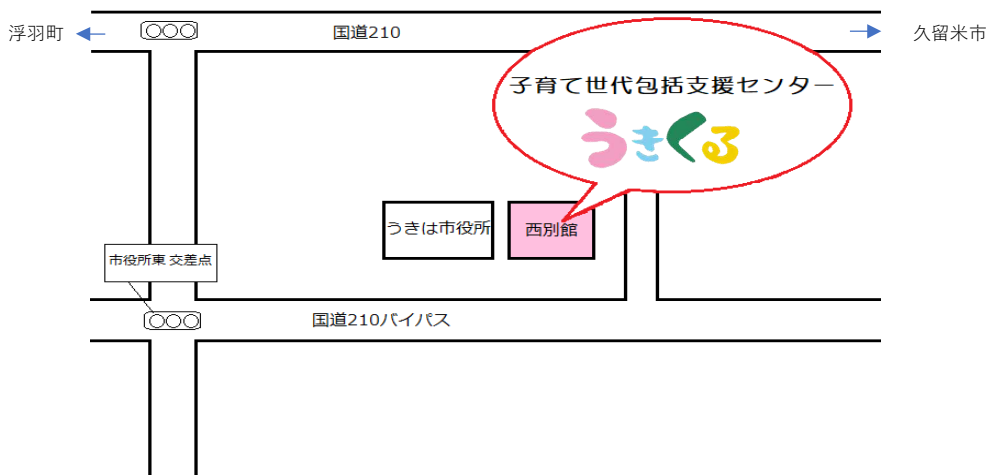 浮羽町
国道210
久留米市
子育て世代包括支援センター
うきくる
うきは市役所
西別館
市役所東 交差点
国道210バイパス